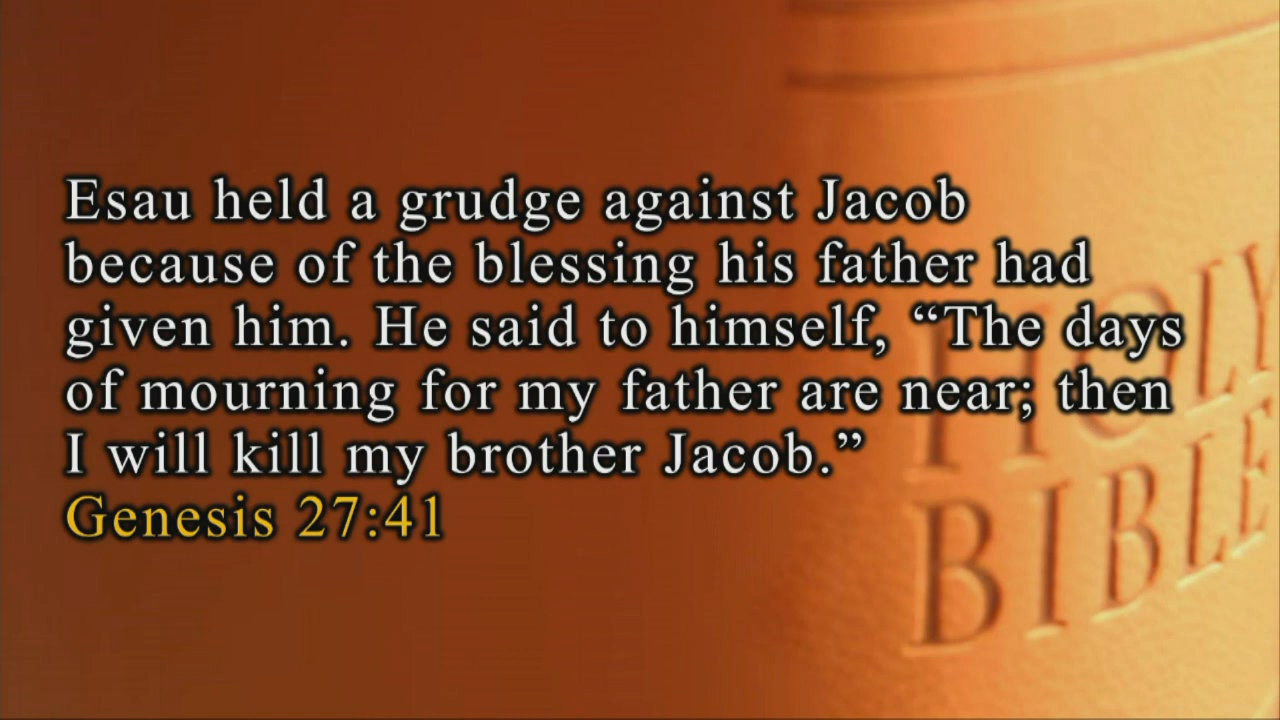 Esau held a grudge against Jacob
because of the blessing his father had
given him. He said to himself, “The days
of mourning for my father are near; then
I will kill my brother Jacob.”
Genesis 27:41
HOLY
BIBLE